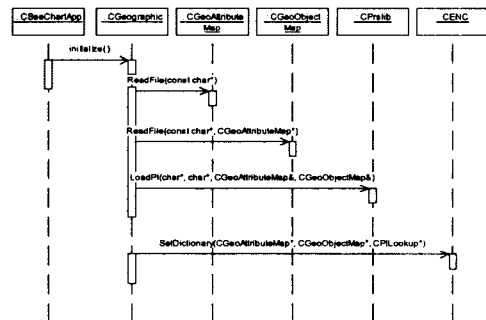 CSeeChartApp
CGeographic
CGeoAttribute
Map
CGeoObject
Map
CPrslib
CENC
initialize()
ReadFile(const char*)
ReadFile(const char*, CGeoAttributeMap*)
LoadPl(char*, char*, CGeoAttributeMap&, CGeoObjectMap&)
SetDictionary(CGeoAttributeMap*, CGeoObjectMap*, CPlLookup*)